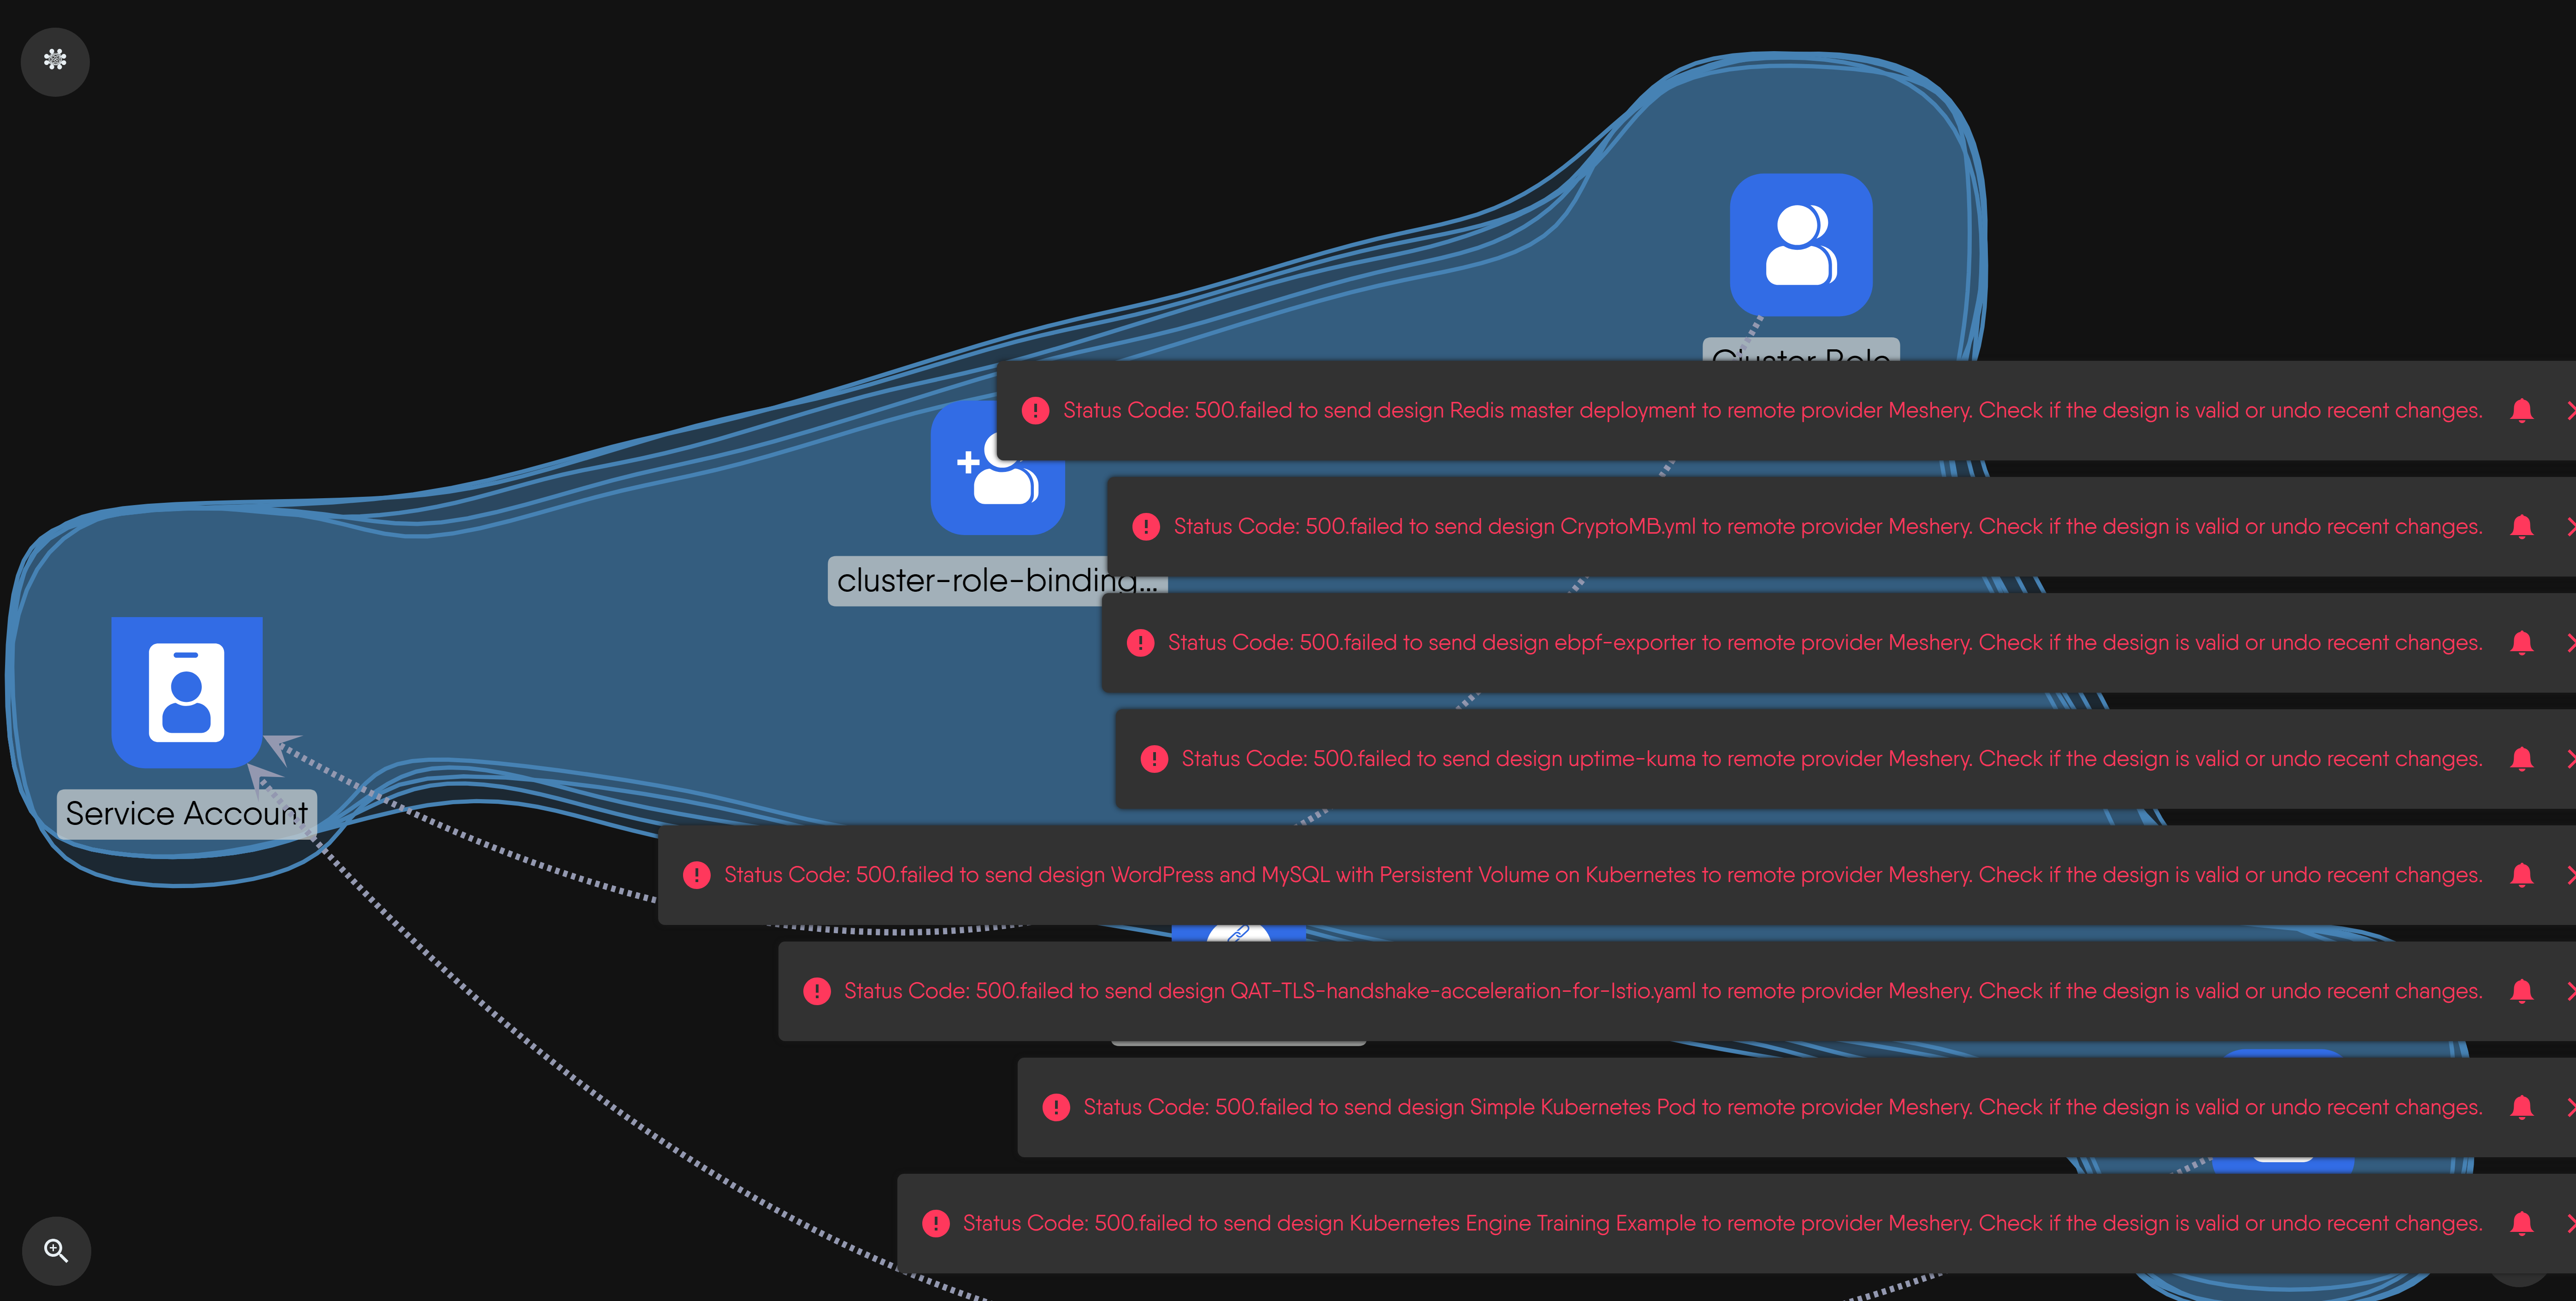 Cluster Role
Status Code: 500.failed to send design Redis master deployment to remote provider Meshery. Check if the design is valid or undo recent changes.
Status Code: 500.failed to send design CryptoMB.yml to remote provider Meshery. Check if the design is valid or undo recent changes.
cluster-role-binding...
Status Code: 500.failed to send design ebpf-exporter to remote provider Meshery. Check if the design is valid or undo recent changes.
Status Code: 500.failed to send design uptime-kuma to remote provider Meshery. Check if the design is valid or undo recent changes.
Service Account
Status Code: 500.failed to send design WordPress and MySQL with Persistent Volume on Kubernetes to remote provider Meshery. Check if the design is valid or undo recent changes.
Status Code: 500.failed to send design QAT-TLS-handshake-acceleration-for-Istio.yaml to remote provider Meshery. Check if the design is valid or undo recent changes.
Status Code: 500.failed to send design Simple Kubernetes Pod to remote provider Meshery. Check if the design is valid or undo recent changes.
Status Code: 500.failed to send design Kubernetes Engine Training Example to remote provider Meshery. Check if the design is valid or undo recent changes.